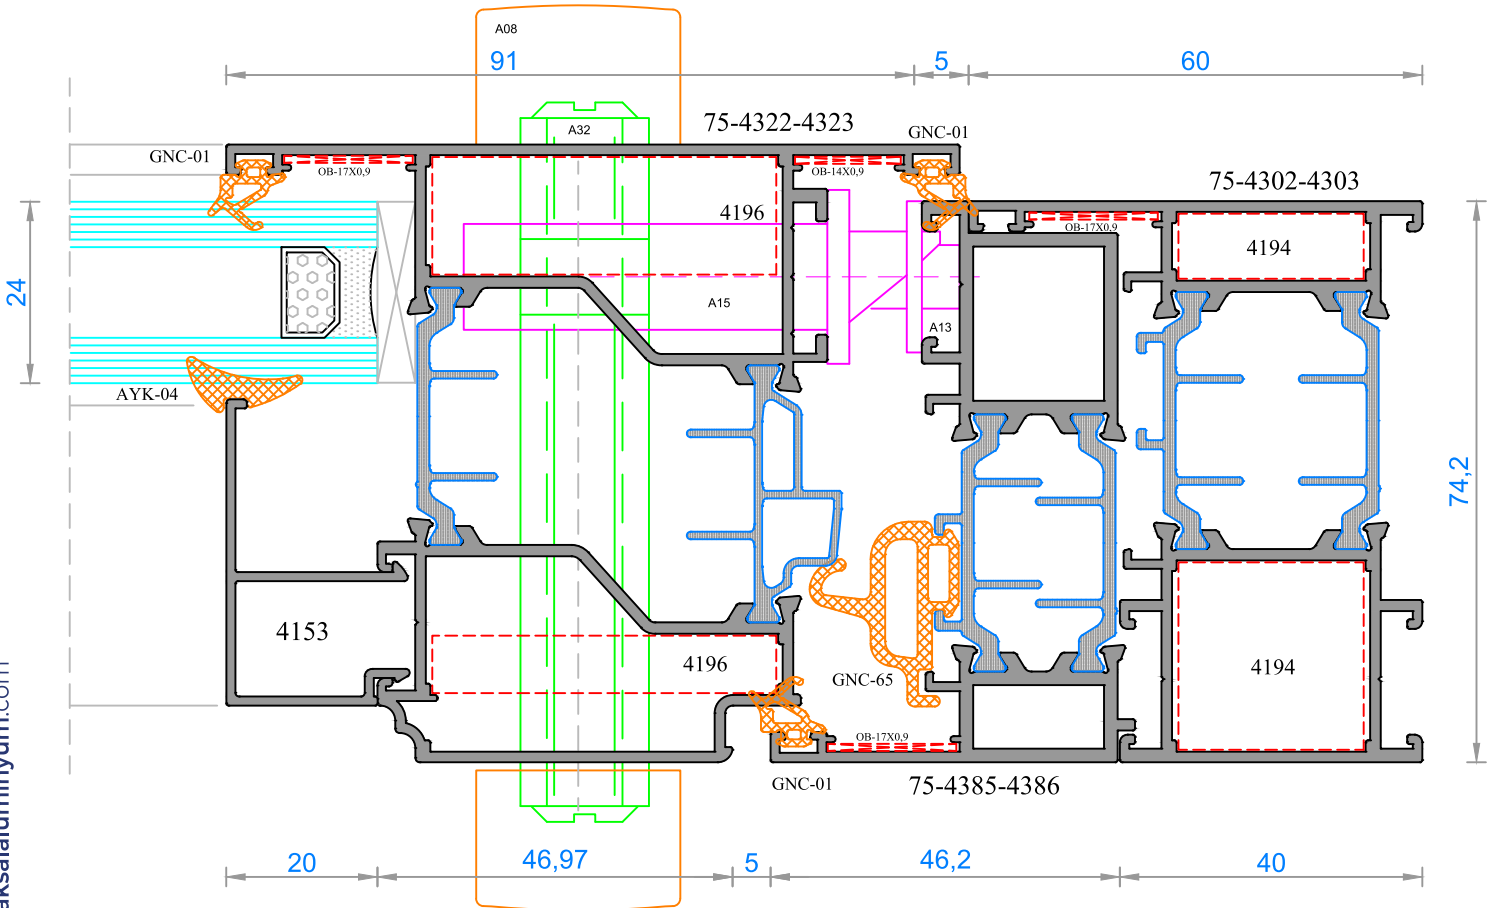 A08
91
5
60
A32
75-4322-4323
GNC-01
GNC-01
OB-17X0,9
OB-14X0,9
75-4302-4303
4196
OB-17X0,9
4194
24
A15
A13
AYK-04
74,2
4153
4196
GNC-65
4194
OB-17X0,9
GNC-01
75-4385-4386
aksalaluminyum.com
20
46,97
5
46,2
40